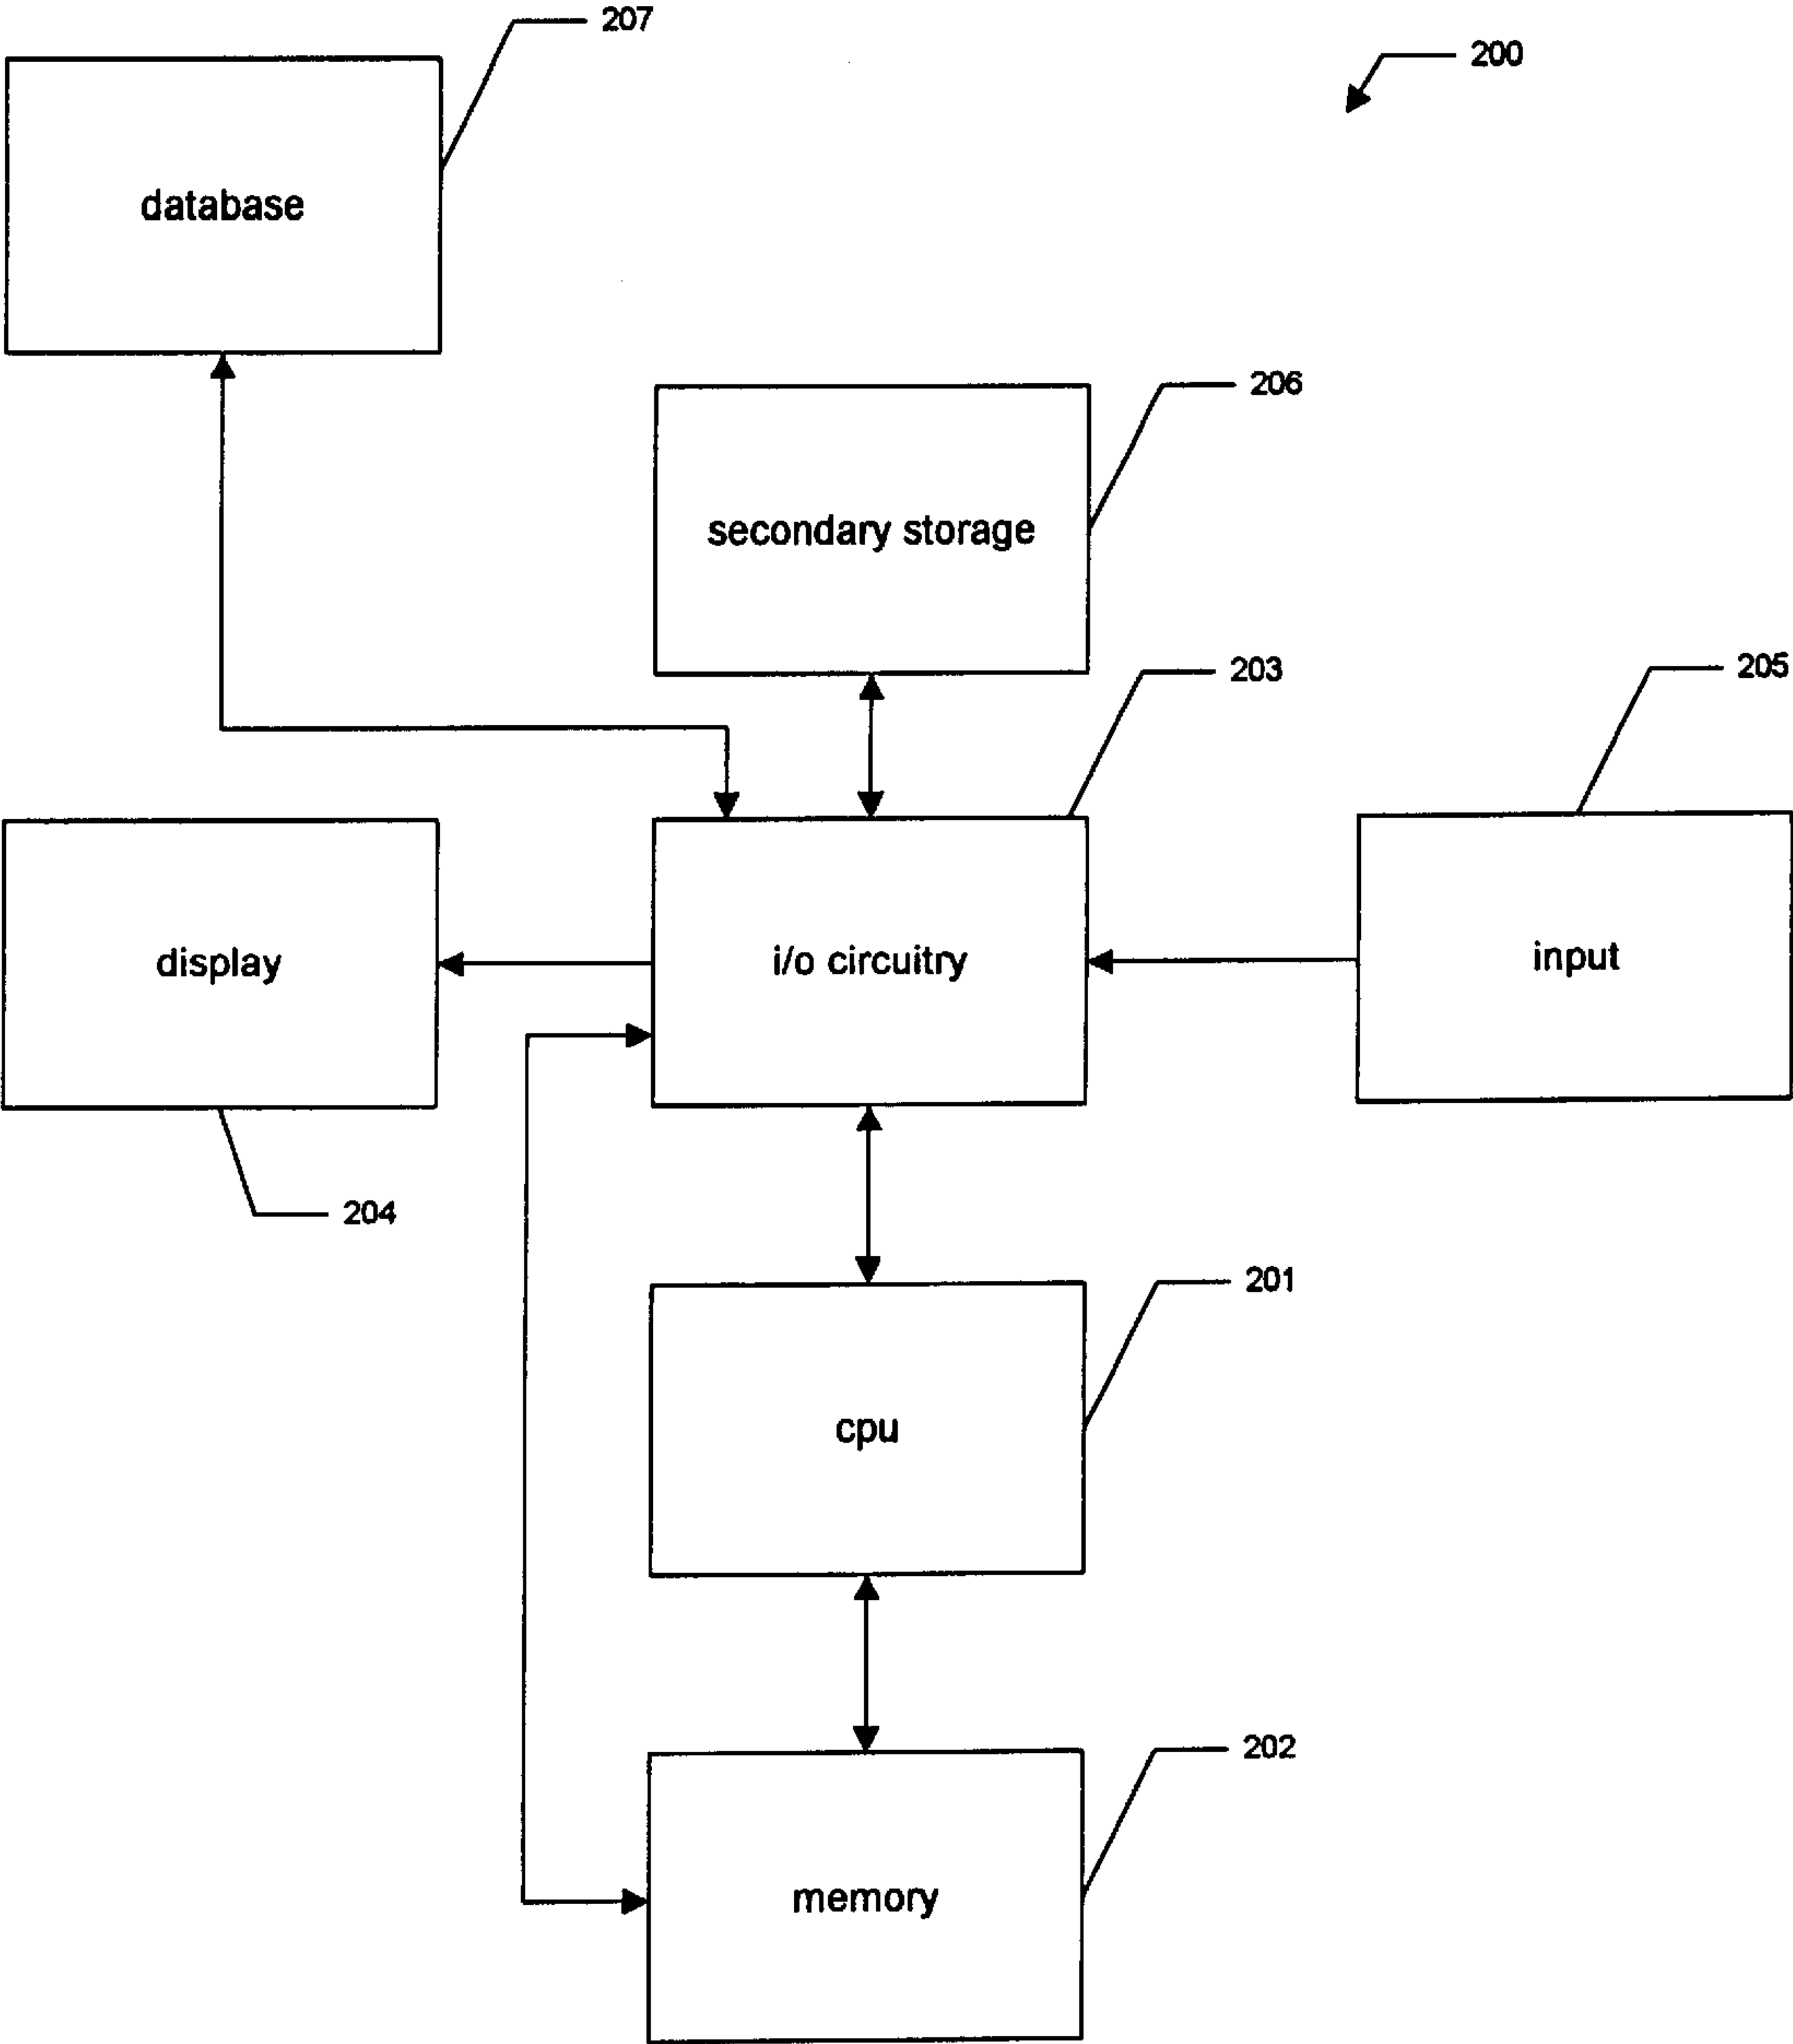 207
200
database
206
secondary storage
203
205
display
i/o circuitry
input
204
201
cpu
202
memory